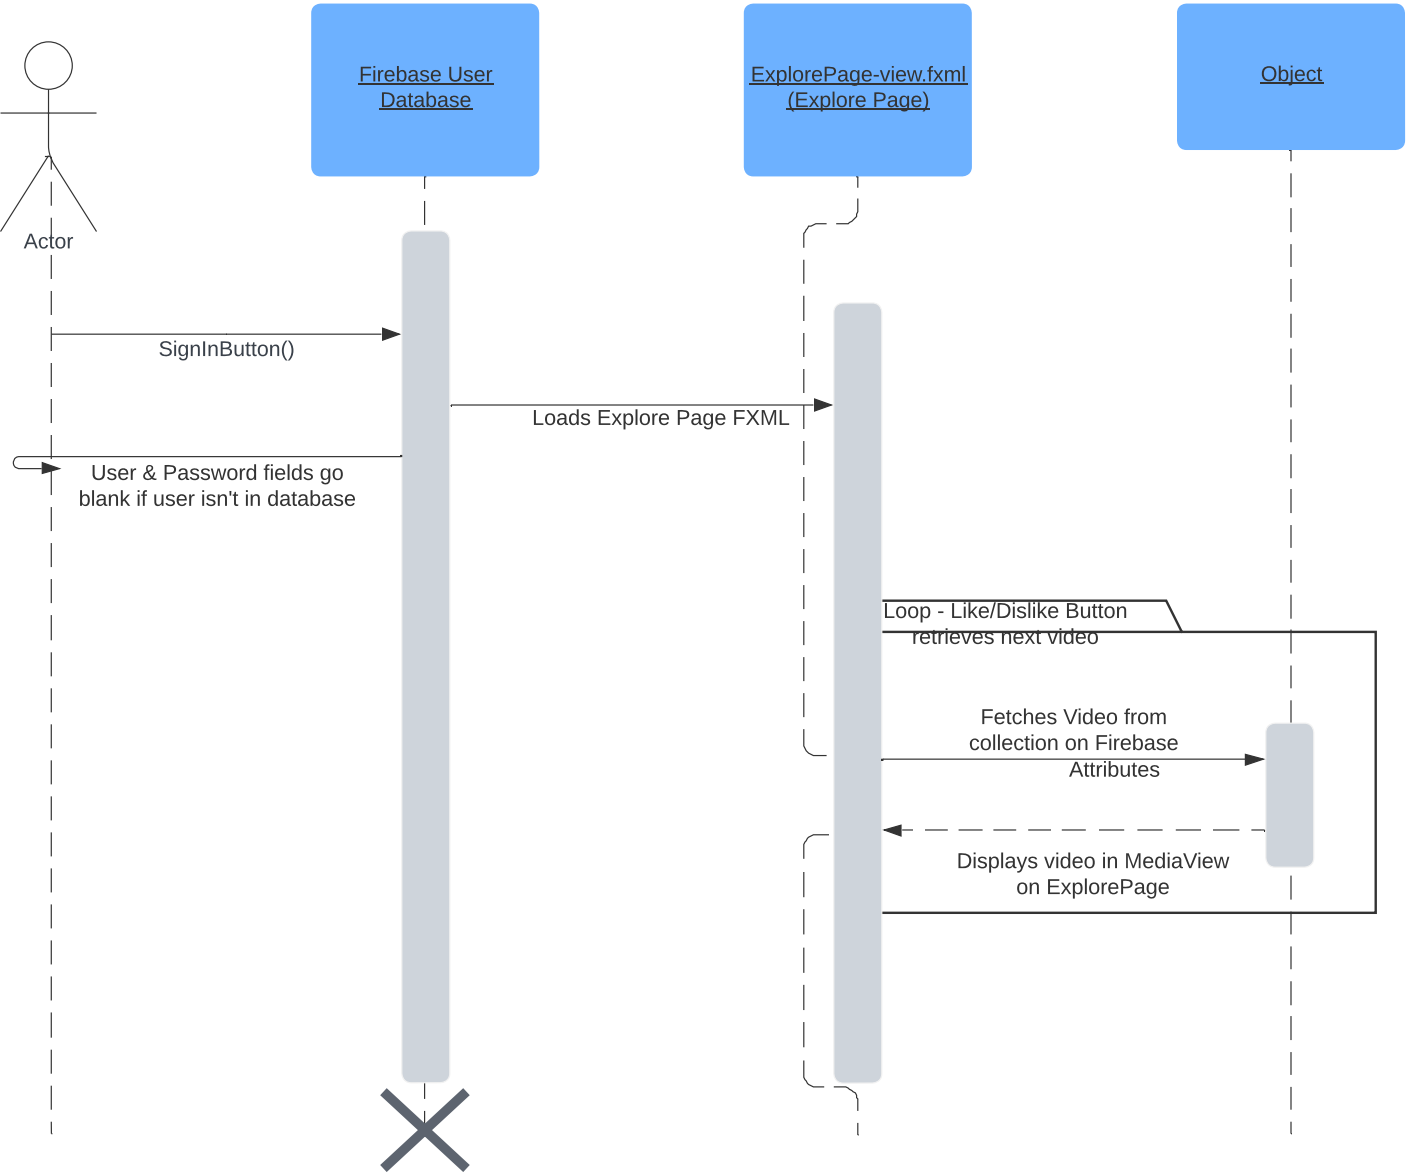 Firebase User
Database
ExplorePage-view.fxml
(Explore Page)
Object
Actor
SignInButton()
Loads Explore Page FXML
User & Password fields go
blank if user isn't in database
Loop - Like/Dislike Button
retrieves next video
Fetches Video from
collection on Firebase
Attributes
Displays video in MediaView
on ExplorePage